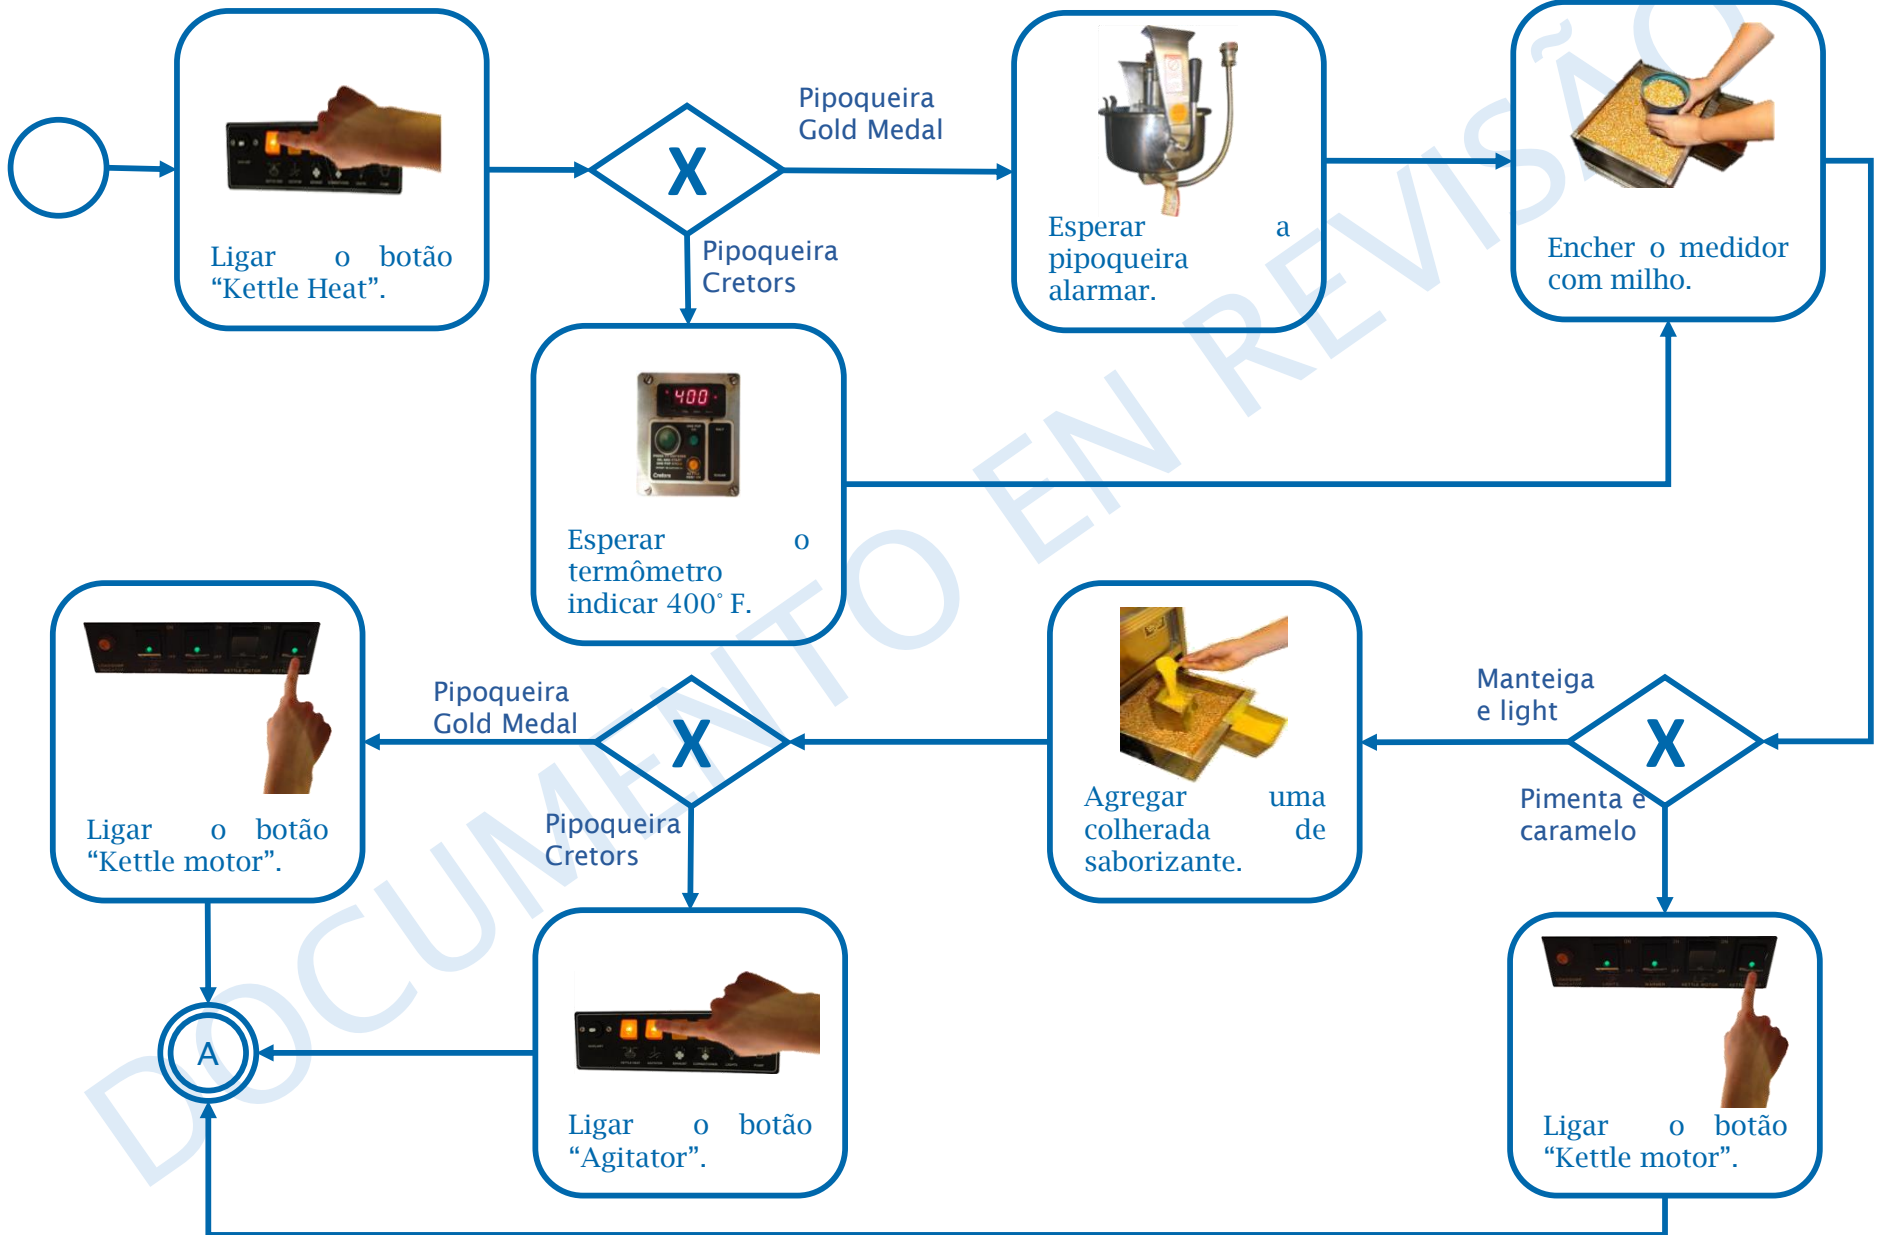 Ligar o botão
“Kettle Heat”.
X
Pipoqueira
Gold Medal
Pipoqueira
Cretors
Esperar a
pipoqueira
alarmar.
Encher o medidor
com milho.
400
Cretors
Esperar o
termômetro
indicar 400° F.
Manteiga
e light
X
Pimenta e
caramelo
Agregar uma
colherada de
saborizante.
X
Pipoqueira
Gold Medal
Pipoqueira
Cretors
Ligar o botão
“Kettle motor”.
Ligar o botão
“Agitator”.
Ligar o botão
“Kettle motor”.
A
DOCUMENTO EN REVISÃO